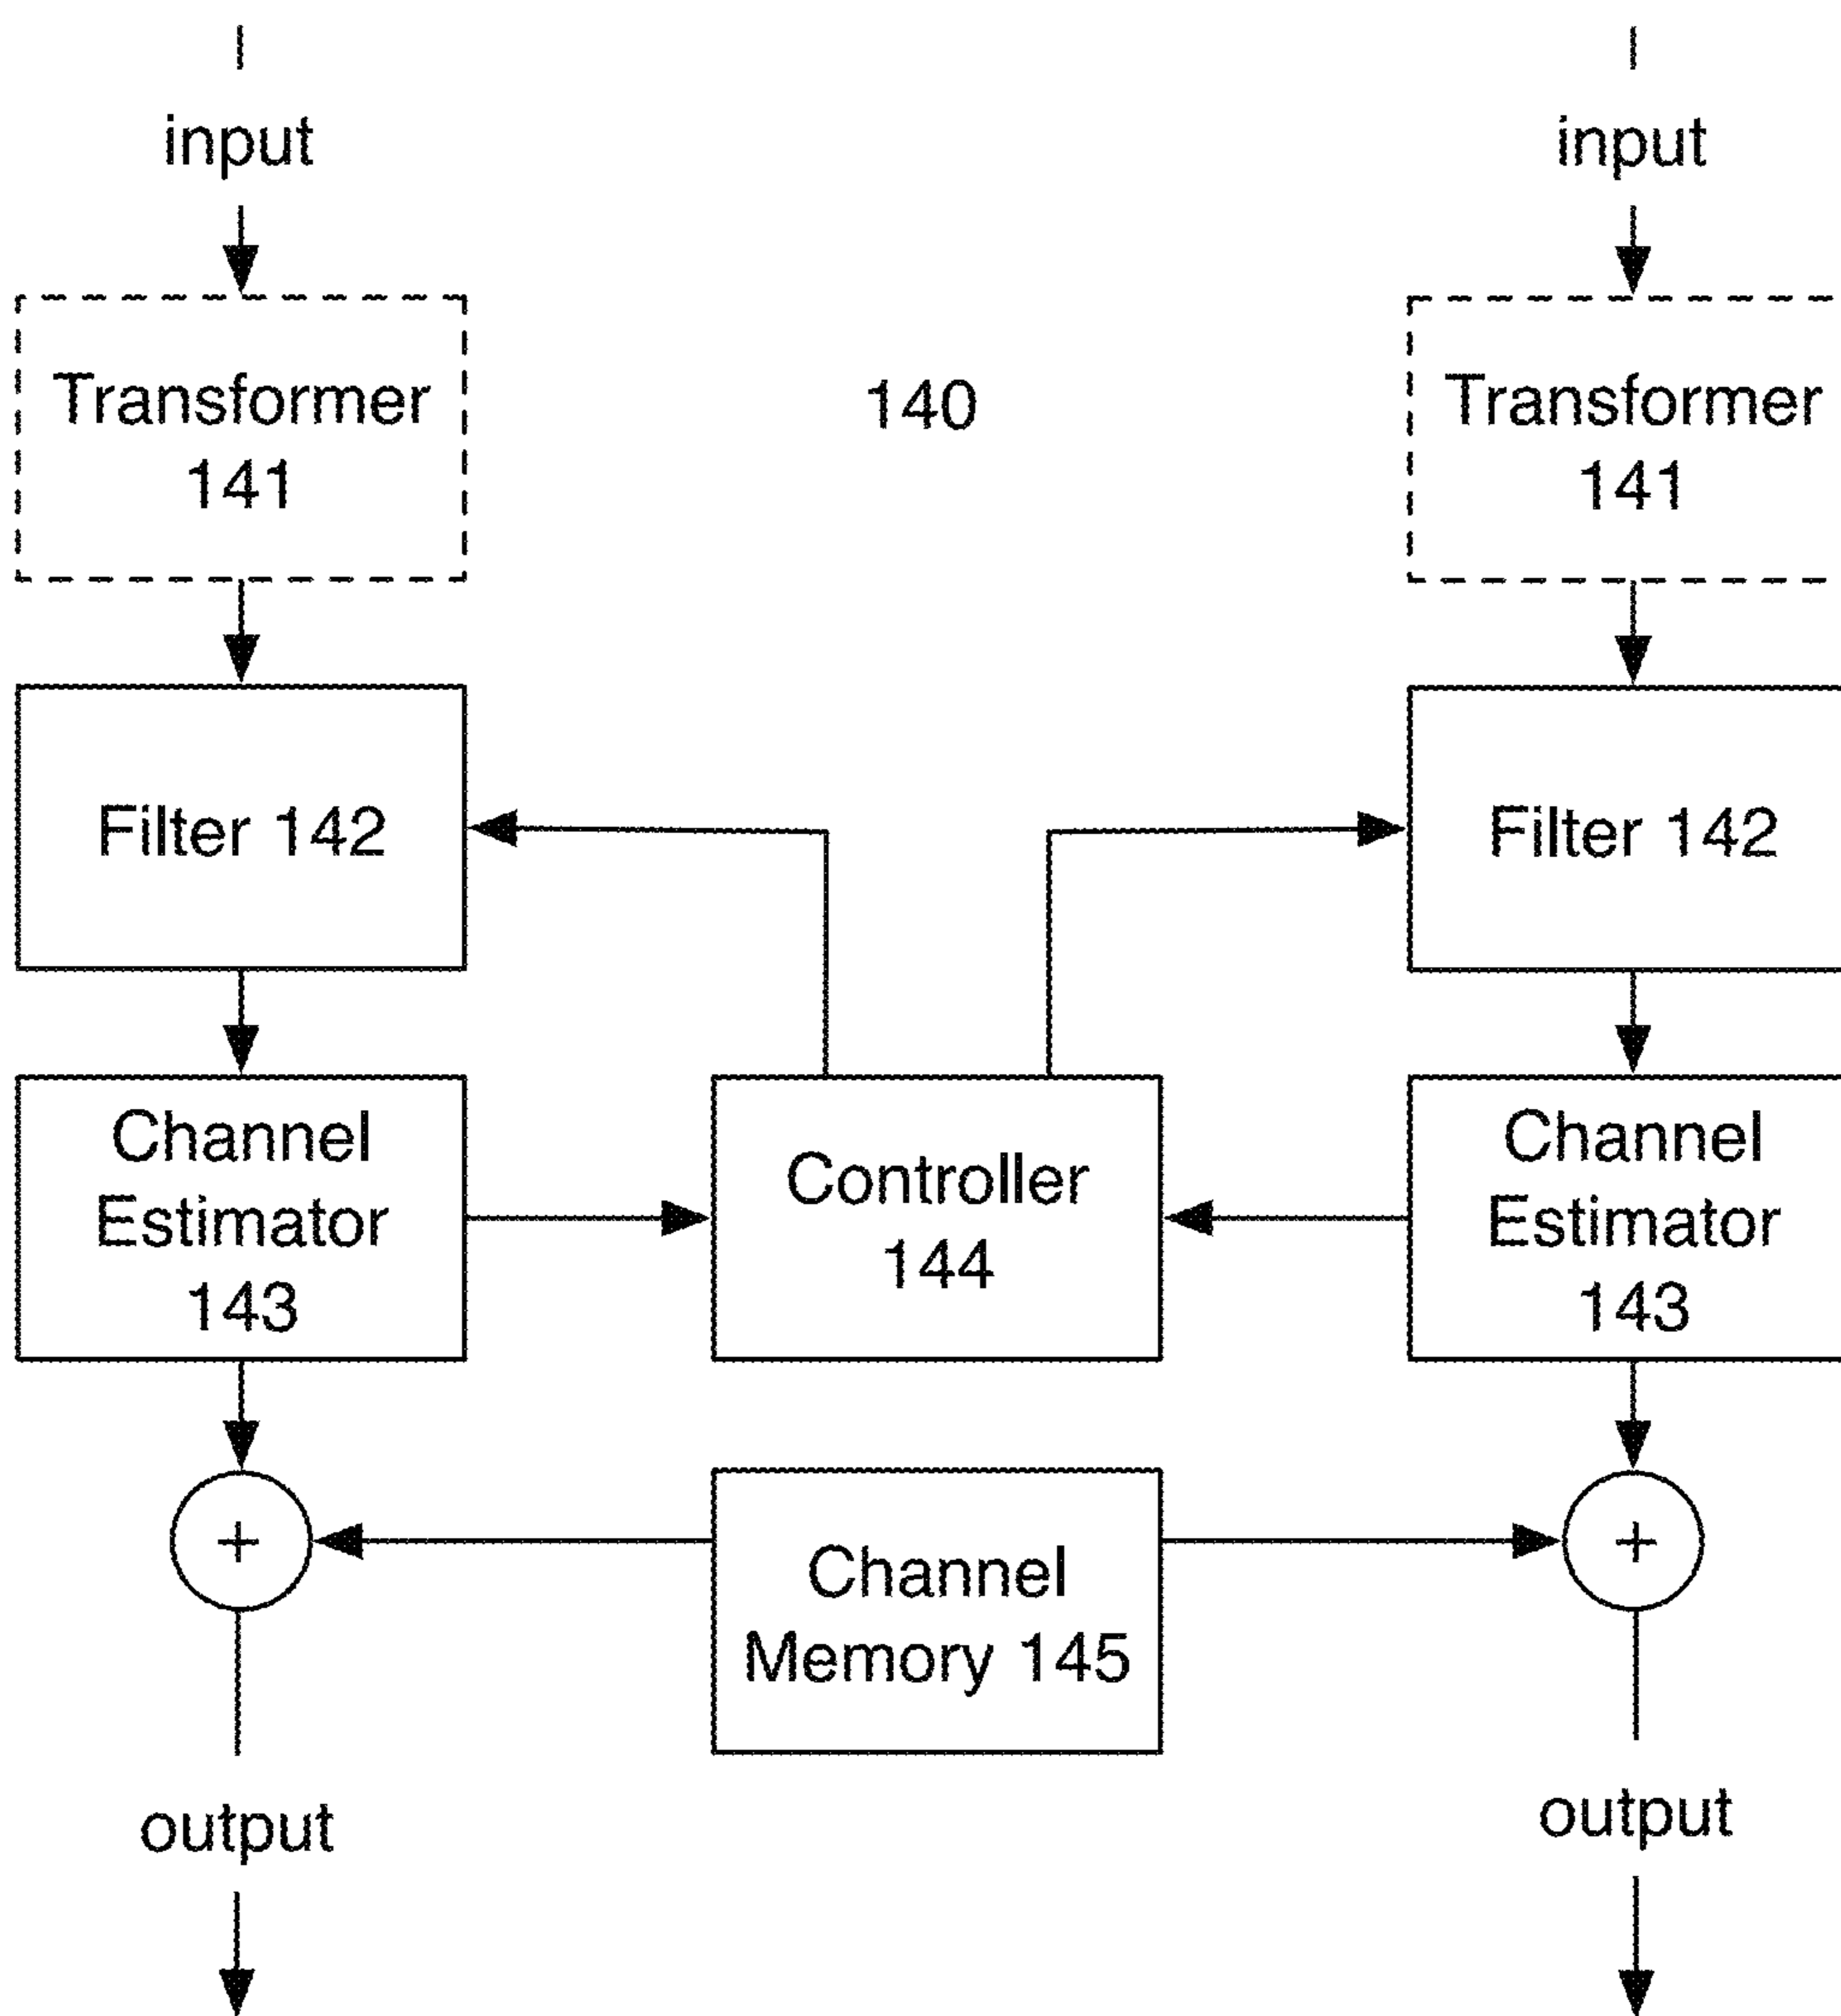 input
input
Transformer
141
140
Transformer
141
Filter 142
Filter 142
Channel
Estimator
143
Controller
144
Channel
Estimator
143
+
Channel
Memory 145
+
output
output